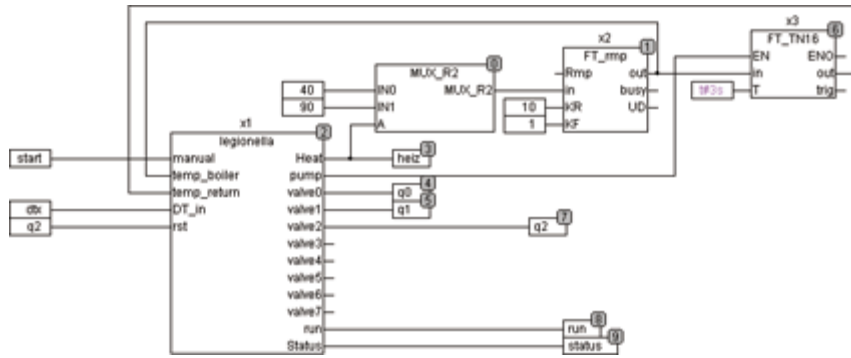 x3
6
FT_TN16
EN ENO
in out
t#3s T trig
x2
1
FT_rmp
Rmp out
in busy
10 KR UD
1 KF
0
MUX_R2
40 IN0 MUX_R2
90 IN1
A
x1
2
legionella
start manual Heat heiz 3
temp_boiler pump
temp_return valve0 q0 4
dtx DT_in valve1 q1 5
q2 rst valve2 q2 7
valve3
valve4
valve5
valve6
valve7
run run 8
Status status 9